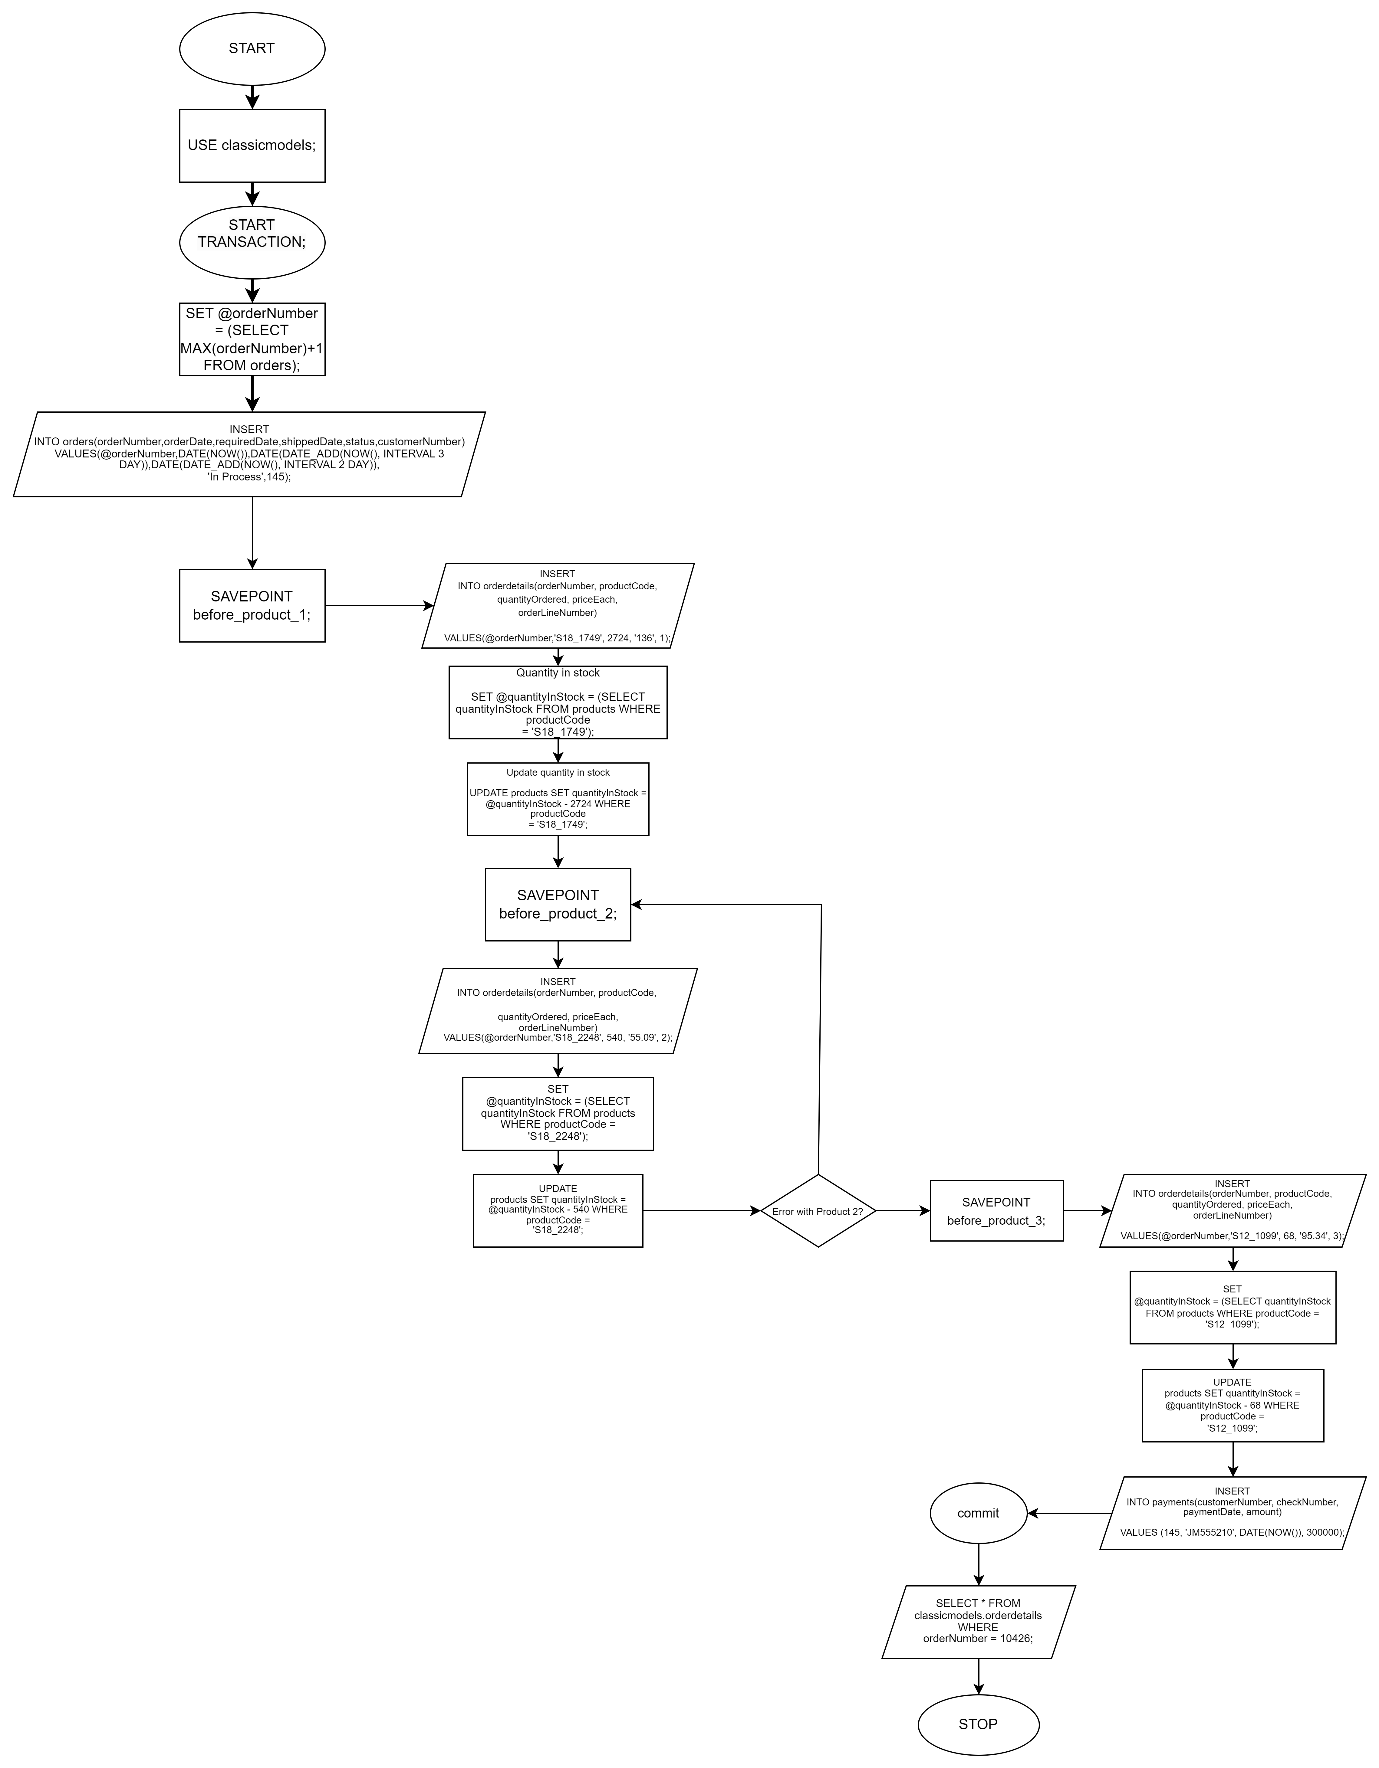 START
USE classicmodels;
START
TRANSACTION;
SET @orderNumber
= (SELECT
MAX(orderNumber)+1
FROM orders);
INSERT
INTO orders(orderNumber,orderDate,requiredDate,shippedDate,status,customerNumber)
VALUES(@orderNumber,DATE(NOW()),DATE(DATE_ADD(NOW(), INTERVAL 3
DAY)),DATE(DATE_ADD(NOW(), INTERVAL 2 DAY)),
'In Process',145);
SAVEPOINT
before_product_1;
INSERT
INTO orderdetails(orderNumber, productCode,
quantityOrdered, priceEach,
orderLineNumber)
VALUES(@orderNumber,'S18_1749', 2724, '136', 1);
Quantity in stock
SET @quantityInStock = (SELECT
quantityInStock FROM products WHERE
productCode
= 'S18_1749');
Update quantity in stock
UPDATE products SET quantityInStock =
@quantityInStock - 2724 WHERE
productCode
= 'S18_1749';
SAVEPOINT
before_product_2;
INSERT
INTO orderdetails(orderNumber, productCode,
quantityOrdered, priceEach,
orderLineNumber)
VALUES(@orderNumber,'S18_2248', 540, '55.09', 2);
SET
@quantityInStock = (SELECT
quantityInStock FROM products
WHERE productCode =
'S18_2248');
UPDATE
products SET quantityInStock =
@quantityInStock - 540 WHERE
productCode =
'S18_2248';
Error with Product 2?
SAVEPOINT
before_product_3;
INSERT
INTO orderdetails(orderNumber, productCode,
quantityOrdered, priceEach,
orderLineNumber)
VALUES(@orderNumber,'S12_1099', 68, '95.34', 3);
SET
@quantityInStock = (SELECT quantityInStock
FROM products WHERE productCode =
'S12_1099');
UPDATE
products SET quantityInStock =
@quantityInStock - 68 WHERE
productCode =
'S12_1099';
INSERT
INTO payments(customerNumber, checkNumber,
paymentDate, amount)
VALUES (145, 'JM555210', DATE(NOW()), 300000);
commit
SELECT * FROM
classicmodels.orderdetails
WHERE
orderNumber = 10426;
STOP